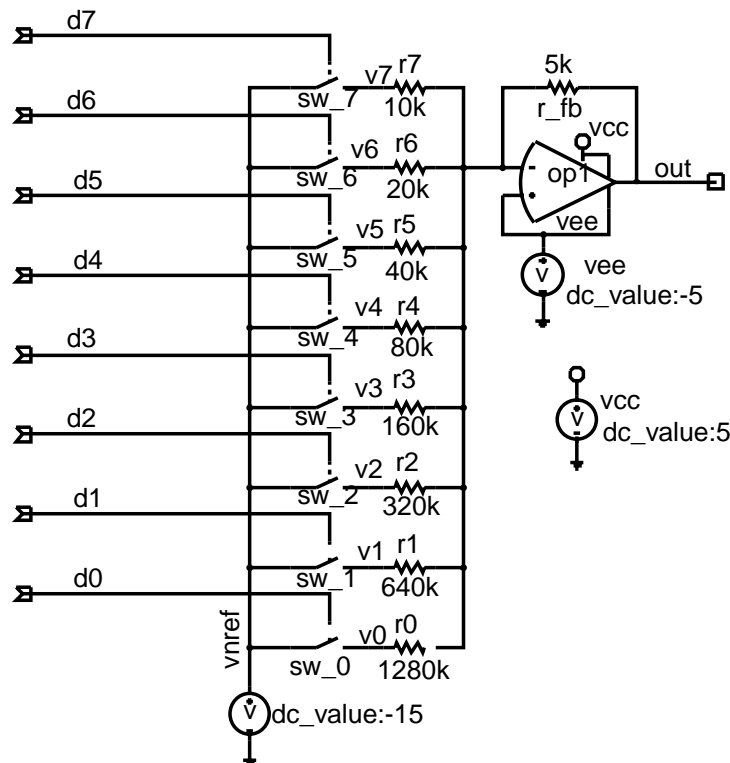 d7
v7 r7
sw_7 10k
d6
v6 r6
sw_6 20k
d5
v5 r5
sw_5 40k
d4
v4 r4
sw_4 80k
d3
v3 r3
sw_3 160k
d2
v2 r2
sw_2 320k
d1
v1 r1
sw_1 640k
d0
v0 r0
sw_0 1280k
vnref
v
dc_value:-15
5k
r_fb
vcc
-
op1
out
vee
v
vee
dc_value:-5
v
vcc
dc_value:5